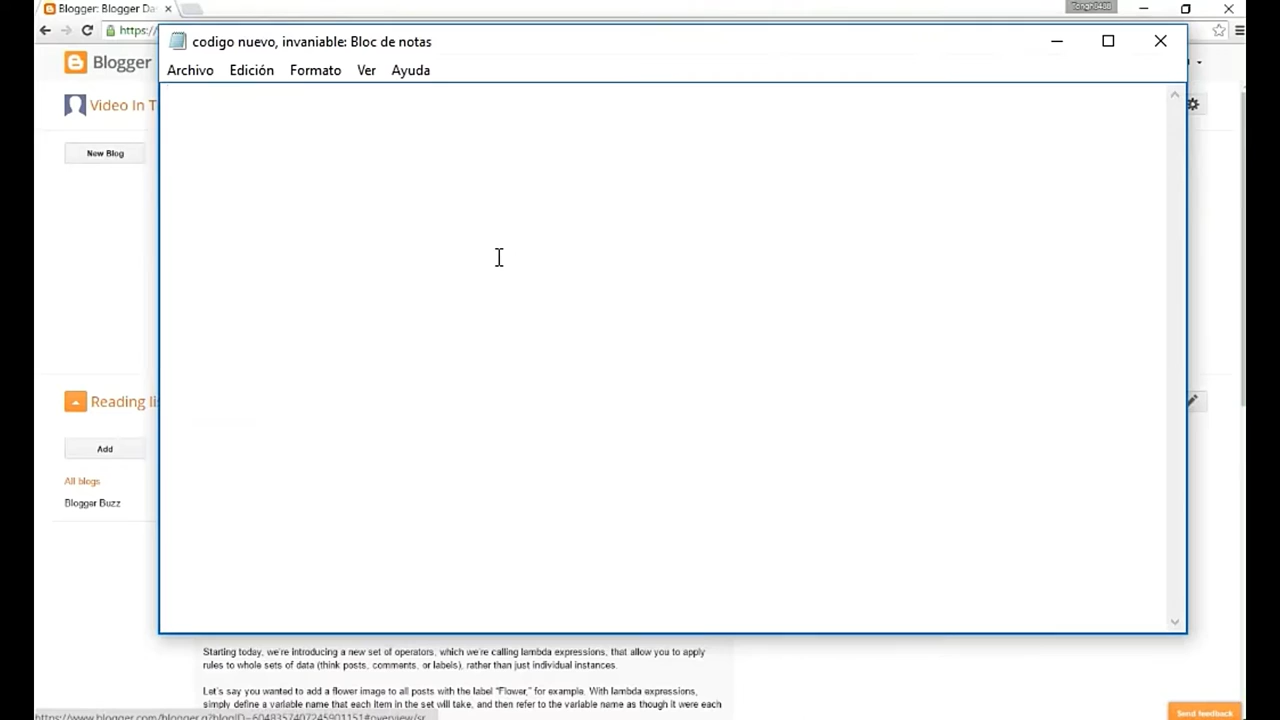 Blogger: Blogger Da
https://
codigo nuevo, invaniable: Bloc de notas
Blogger
Archivo Edición Formato Ver Ayuda
Video In T
New Blog
Reading li
Add
All blogs
Blogger Buzz
Starting today, we're introducing a new set of operators, which we're calling lambda expressions, that allow you to apply
rules to whole sets of data (think posts, comments, or labels), rather than just individual instances.
Let's say you wanted to add a flower image to all posts with the label "Flower," for example. With lambda expressions,
simply define a variable name that each item in the set will take, and then refer to the variable name as though it were each
Send feedback